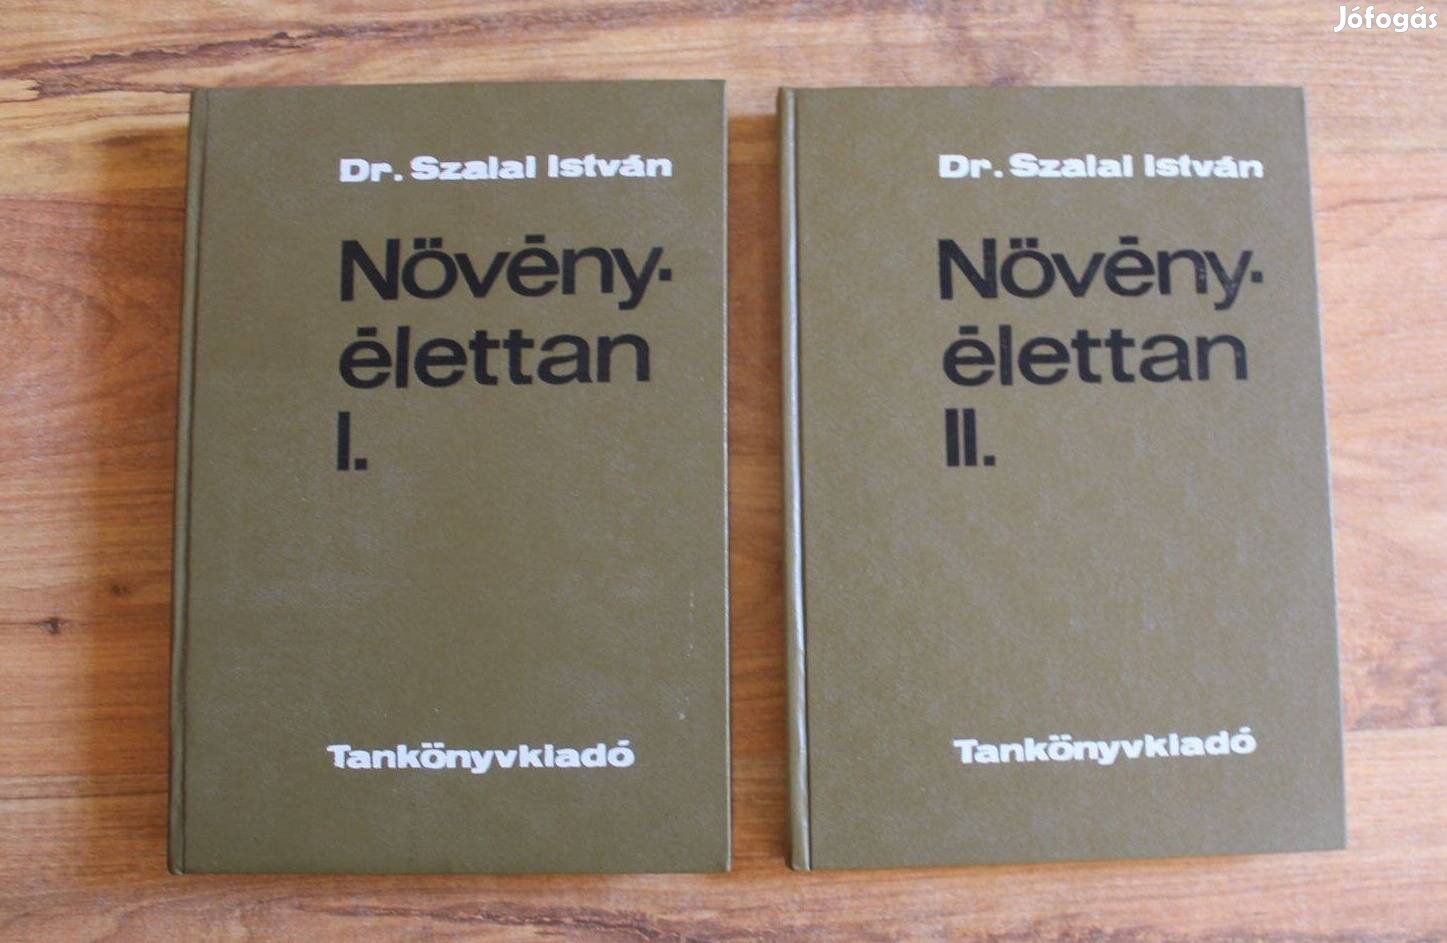 Jófogás
Dr. Szalai István
Növény-
élettan
I.
Tankönyvkiadó
Dr. Szalai István
Növény-
élettan
II.
Tankönyvkiadó